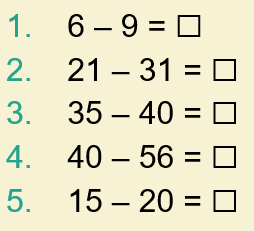 1. 6 – 9 = □
2. 21 – 31 = □
3. 35 – 40 = □
4. 40 – 56 = □
5. 15 – 20 = □